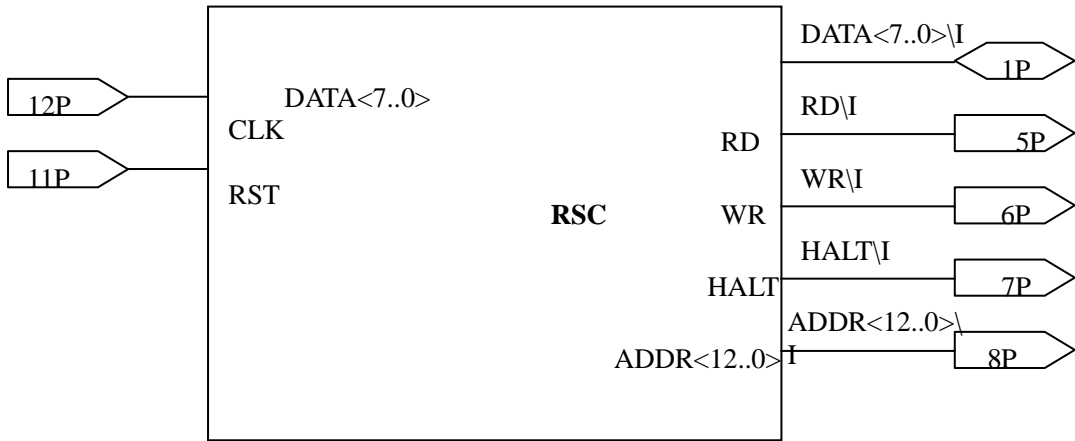 DATA<7..0>\I
1P
12P
DATA<7..0>
CLK
RD\I
RD
5P
11P
RST
RSC
WR\I
WR
6P
HALT\I
HALT
7P
ADDR<12..0>\
I
ADDR<12..0>
8P